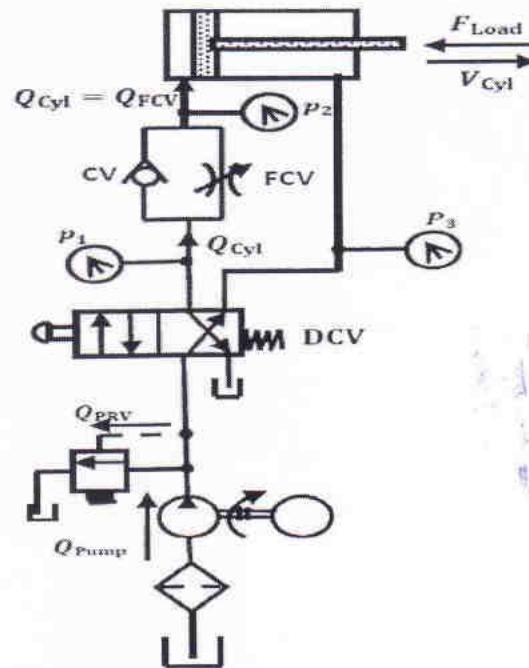 F_Load
V_Cyl
Q_Cyl = Q_FCV
p_2
CV
FCV
p_1
Q_Cyl
P_3
DCV
Q_PRV
Q_Pump